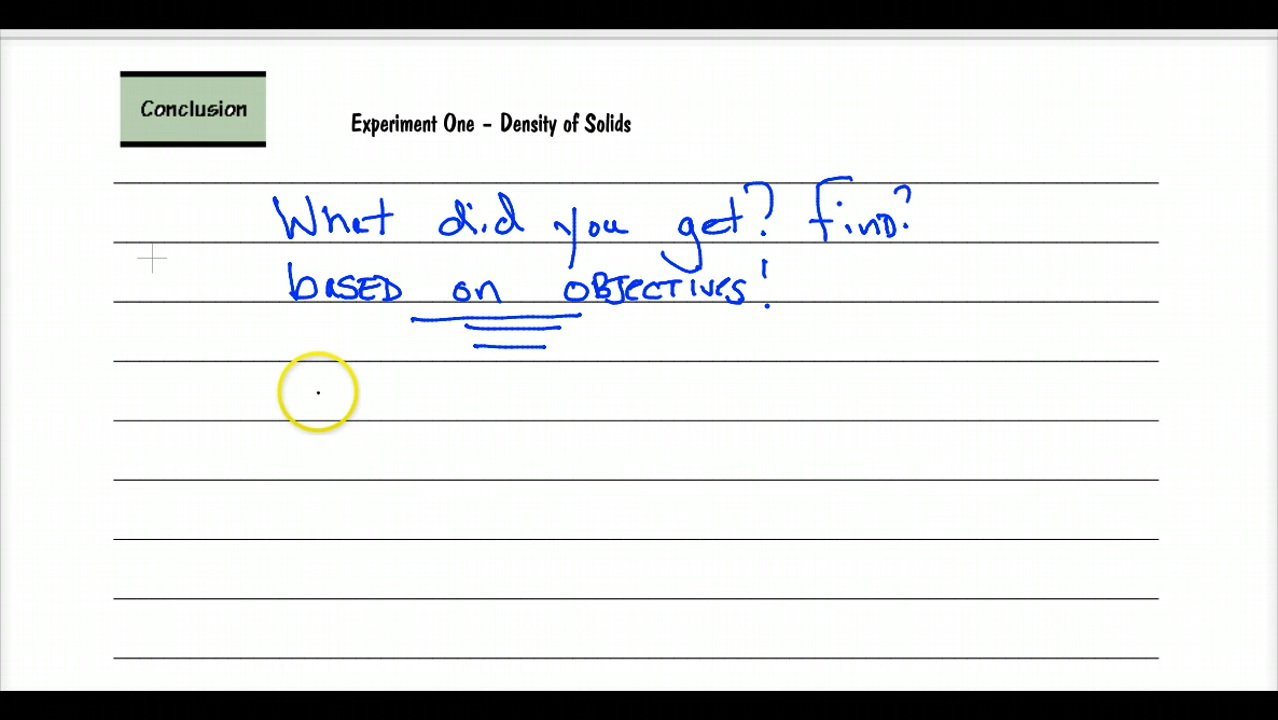 Conclusion
Experiment One - Density of Solids
What did you get? Find?
based on objectives!